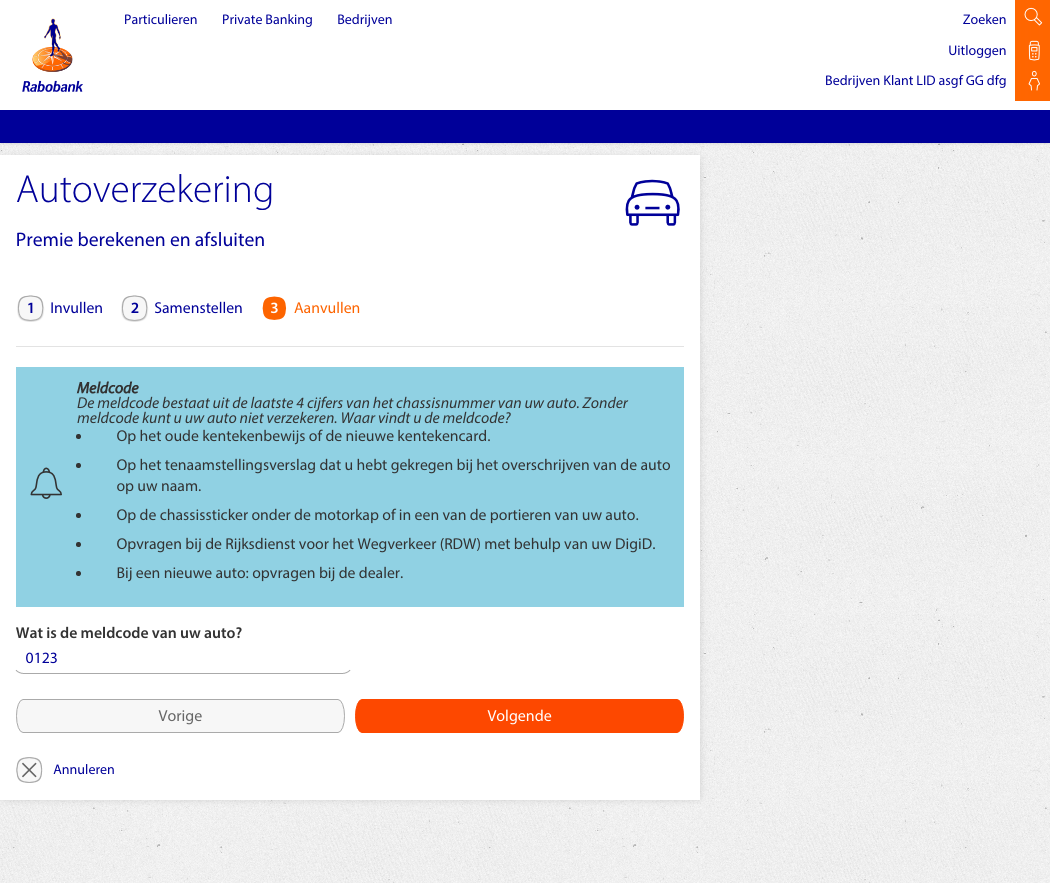 Particulieren Private Banking Bedrijven
Zoeken
Uitloggen
Bedrijven Klant LID asgf GG dfg
Rabobank
Autoverzekering
Premie berekenen en afsluiten
1 Invullen 2 Samenstellen 3 Aanvullen
Meldcode
De meldcode bestaat uit de laatste 4 cijfers van het chassisnummer van uw auto. Zonder
meldcode kunt u uw auto niet verzekeren. Waar vindt u de meldcode?
• Op het oude kentekenbewijs of de nieuwe kentekencard.
• Op het tenaamstellingsverslag dat u hebt gekregen bij het overschrijven van de auto
op uw naam.
• Op de chassissticker onder de motorkap of in een van de portieren van uw auto.
• Opvragen bij de Rijksdienst voor het Wegverkeer (RDW) met behulp van uw DigiD.
• Bij een nieuwe auto: opvragen bij de dealer.
Wat is de meldcode van uw auto?
0123
Vorige Volgende
Annuleren